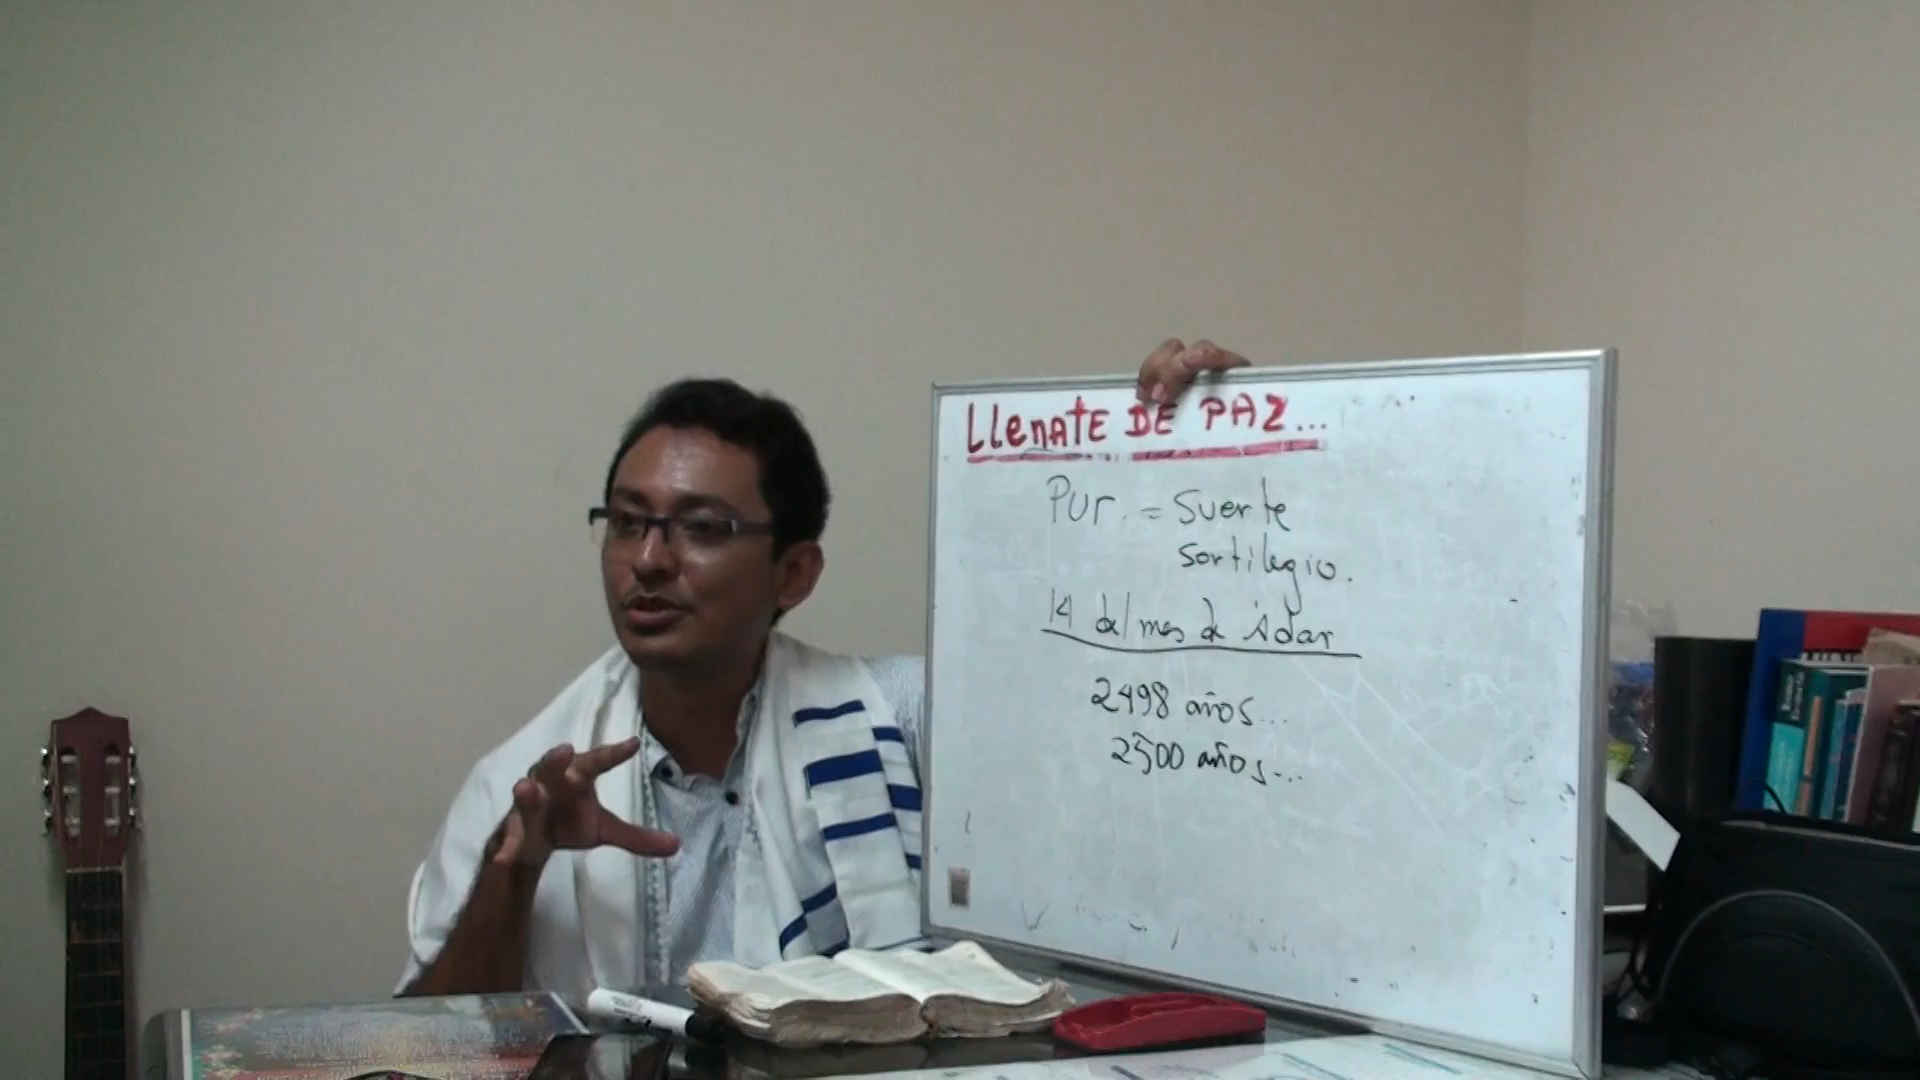 LLenATE DE PAZ...
Pur. = Suerte
sortilegio.
14 del mes de Adar
2498 años...
2500 años...